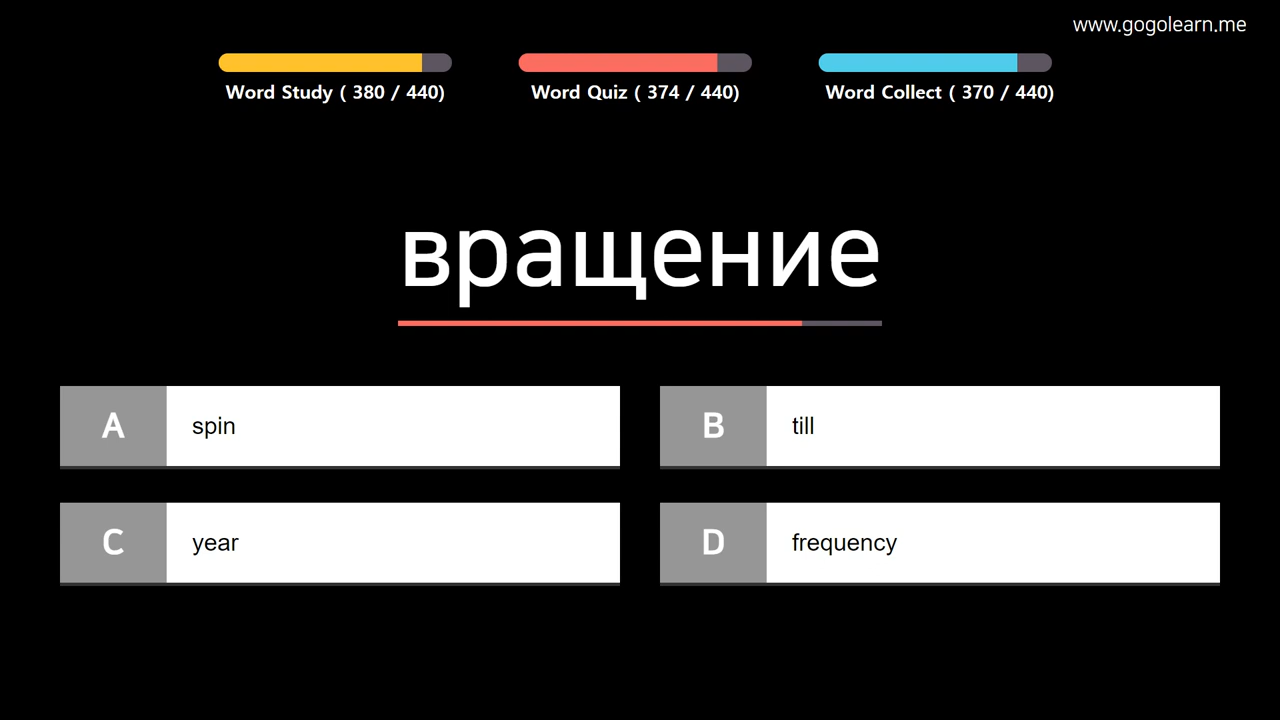 www.gogolearn.me
Word Study ( 380 / 440)
Word Quiz ( 374 / 440)
Word Collect ( 370 / 440)
вращение
A spin
B till
C year
D frequency